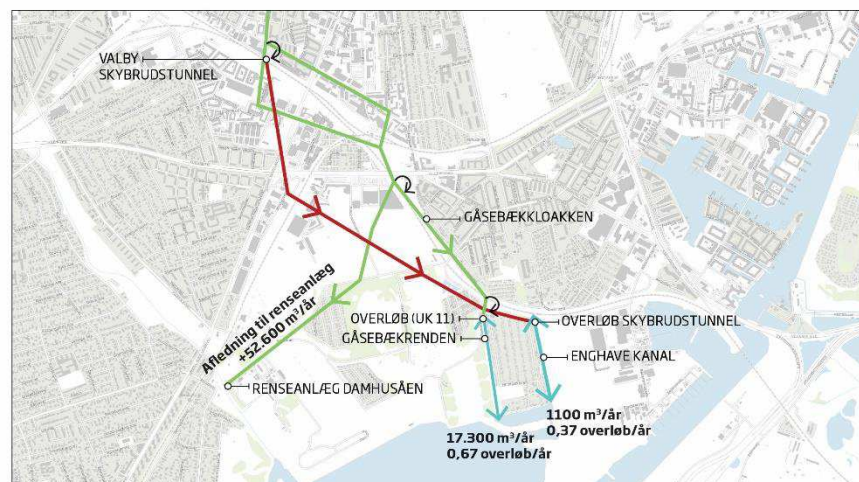 VALBY
SKYBRUDSTUNNEL
GÅSEBÆKKLOAKKEN
Afledning til renseanlæg
+52.600 m³/år
OVERLØB (UK 11)
GÅSEBÆKRENDEN
OVERLØB SKYBRUDSTUNNEL
ENGHAVE KANAL
RENSEANLÆG DAMHUSÅEN
1100 m³/år
0,37 overløb/år
17.300 m³/år
0,67 overløb/år